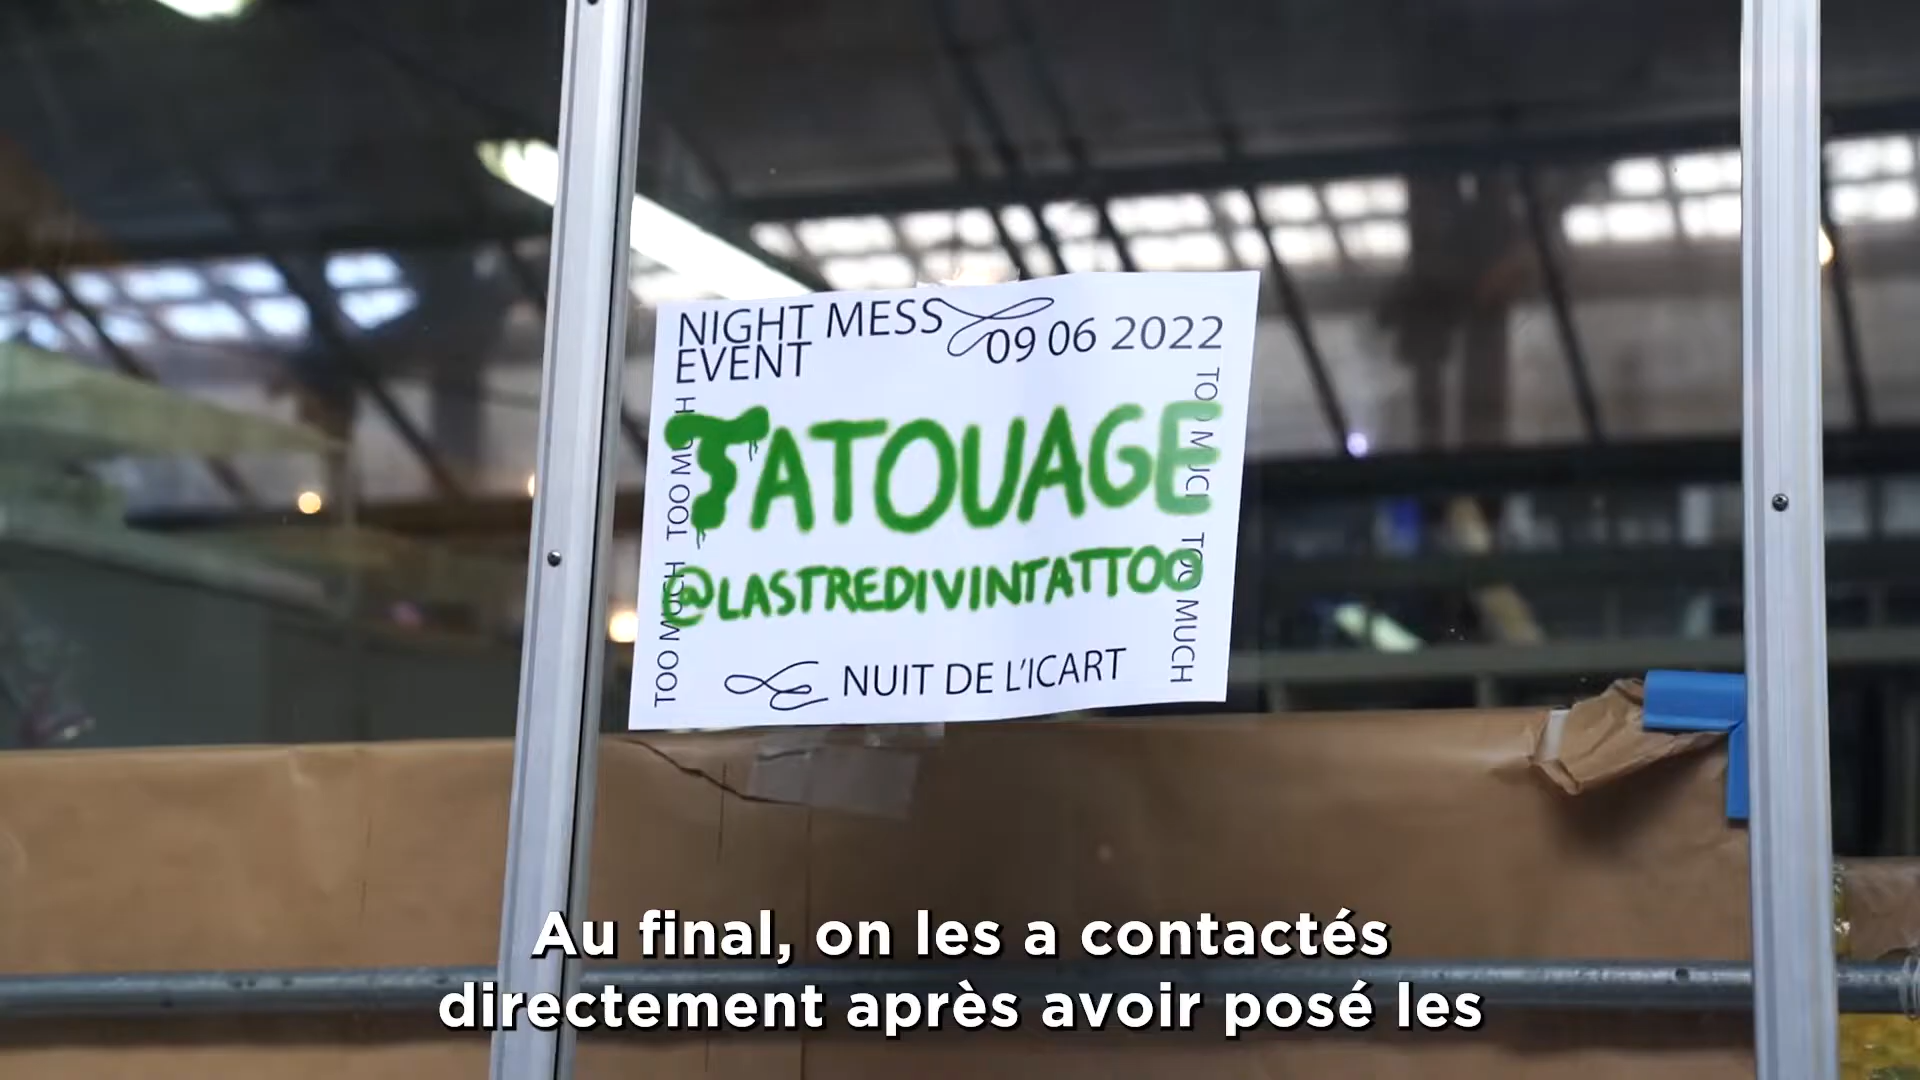 NIGHT MESS
EVENT
09 06 2022
TATOUAGE
@LASTREDIVINTATTOO
NUIT DE L'ICART
TOO MUCH TOO MUCH
TOO MUCH TOO MUCH
Au final, on les a contactés
directement après avoir posé les